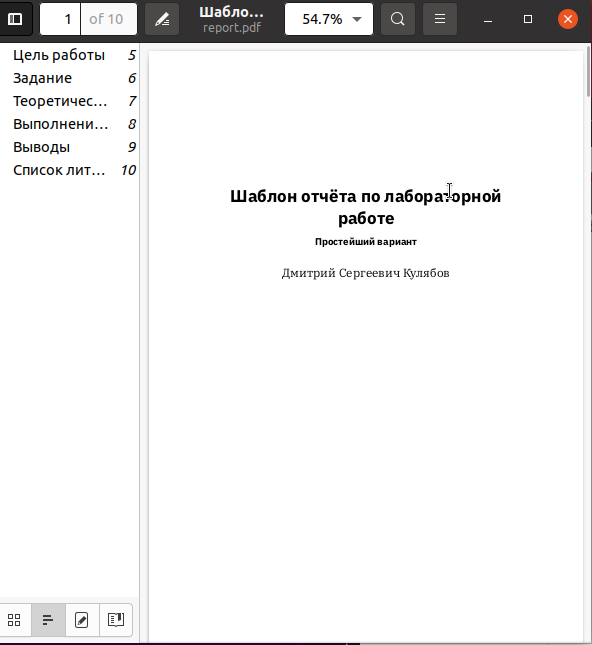 1 of 10
Шабло...
report.pdf
54.7%
Цель работы 5
Задание 6
Теоретичес... 7
Выполнени... 8
Выводы 9
Список лит... 10
Шаблон отчёта по лабораторной
работе
Простейший вариант
Дмитрий Сергеевич Кулябов